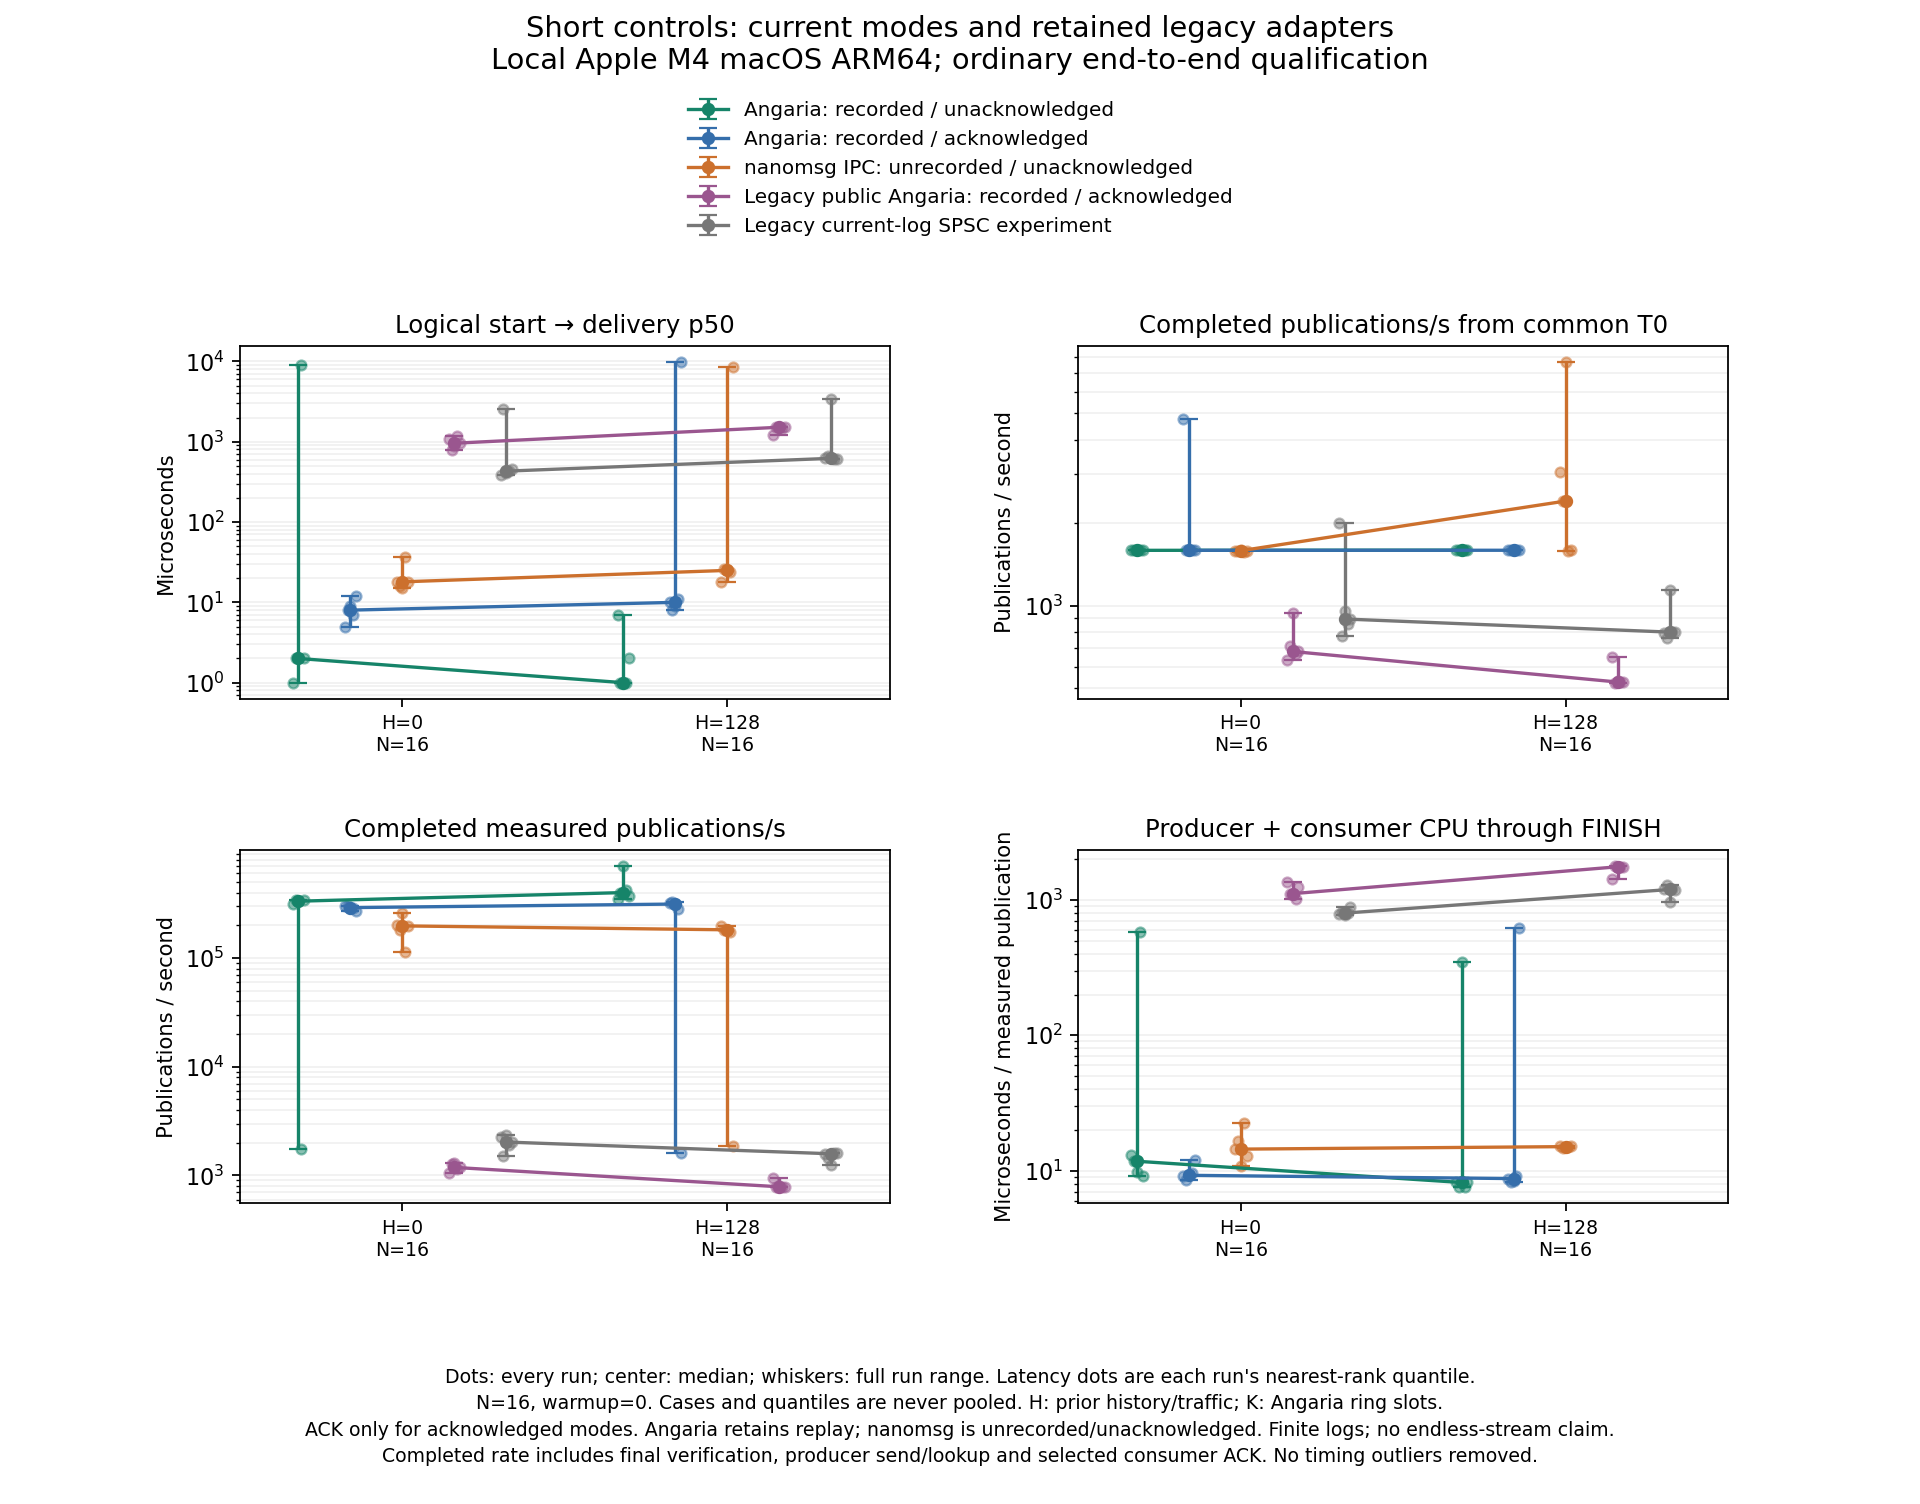 Short controls: current modes and retained legacy adapters
Local Apple M4 macOS ARM64; ordinary end-to-end qualification
Angaria: recorded / unacknowledged
Angaria: recorded / acknowledged
nanomsg IPC: unrecorded / unacknowledged
Legacy public Angaria: recorded / acknowledged
Legacy current-log SPSC experiment
Logical start → delivery p50
Microseconds
10⁴
10³
10²
10¹
10⁰
H=0
N=16
H=128
N=16
Completed publications/s from common T0
Publications / second
10³
H=0
N=16
H=128
N=16
Completed measured publications/s
Publications / second
10⁵
10⁴
10³
H=0
N=16
H=128
N=16
Producer + consumer CPU through FINISH
Microseconds / measured publication
10³
10²
10¹
H=0
N=16
H=128
N=16
Dots: every run; center: median; whiskers: full run range. Latency dots are each run's nearest-rank quantile.
N=16, warmup=0. Cases and quantiles are never pooled. H: prior history/traffic; K: Angaria ring slots.
ACK only for acknowledged modes. Angaria retains replay; nanomsg is unrecorded/unacknowledged. Finite logs; no endless-stream claim.
Completed rate includes final verification, producer send/lookup and selected consumer ACK. No timing outliers removed.